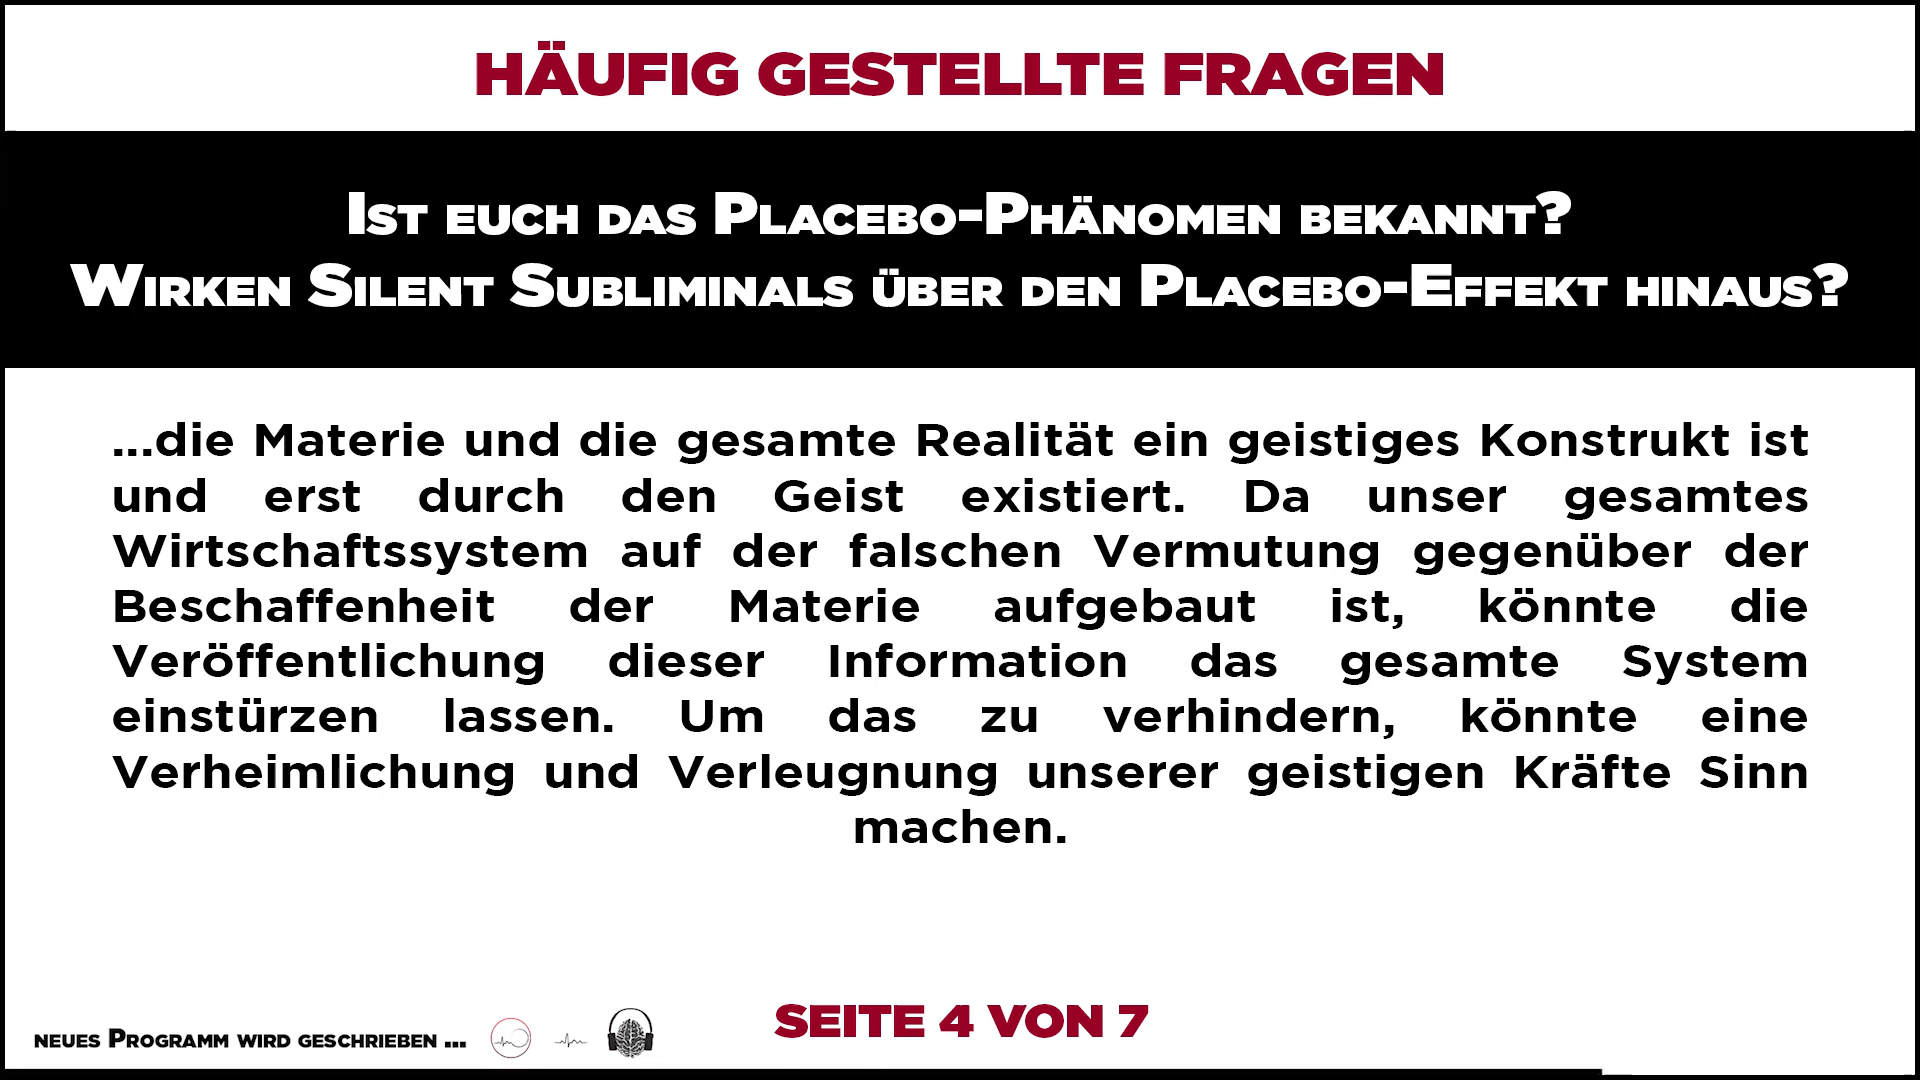 HÄUFIG GESTELLTE FRAGEN
Ist euch das Placebo-Phänomen bekannt?
Wirken Silent Subliminals über den Placebo-Effekt hinaus?
...die Materie und die gesamte Realität ein geistiges Konstrukt ist
und erst durch den Geist existiert. Da unser gesamtes
Wirtschaftssystem auf der falschen Vermutung gegenüber der
Beschaffenheit der Materie aufgebaut ist, könnte die
Veröffentlichung dieser Information das gesamte System
einstürzen lassen. Um das zu verhindern, könnte eine
Verheimlichung und Verleugnung unserer geistigen Kräfte Sinn
machen.
neues Programm wird geschrieben ...
SEITE 4 VON 7